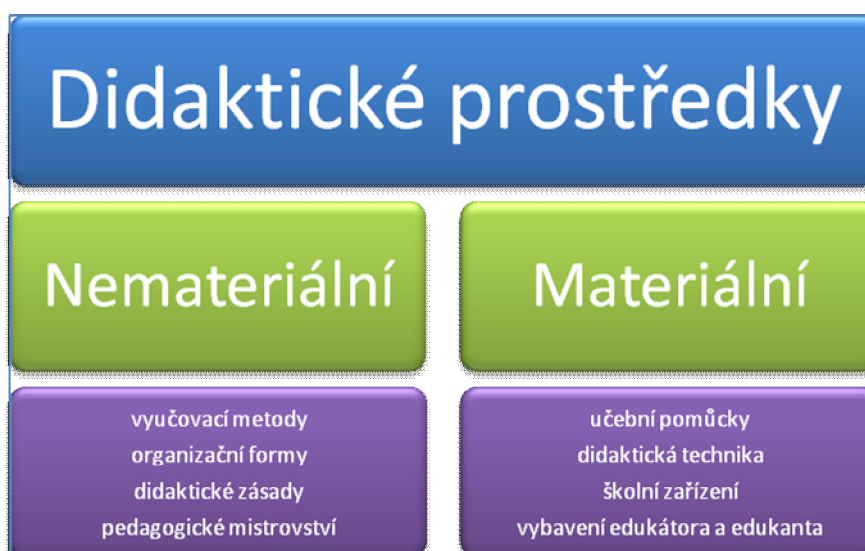 Didaktické prostředky
Nemateriální
Materiální
vyučovací metody
organizační formy
didaktické zásady
pedagogické mistrovství
učební pomůcky
didaktická technika
školní zařízení
vybavení edukátora a edukanta